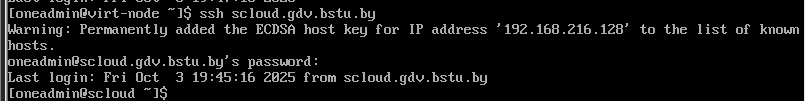 [oneadmin@virt-node ~]$ ssh scloud.gdv.bstu.by
Warning: Permanently added the ECDSA host key for IP address '192.168.216.128' to the list of known
hosts.
oneadmin@scloud.gdv.bstu.by's password:
Last login: Fri Oct  3 19:45:16 2025 from scloud.gdv.bstu.by
[oneadmin@scloud ~]$